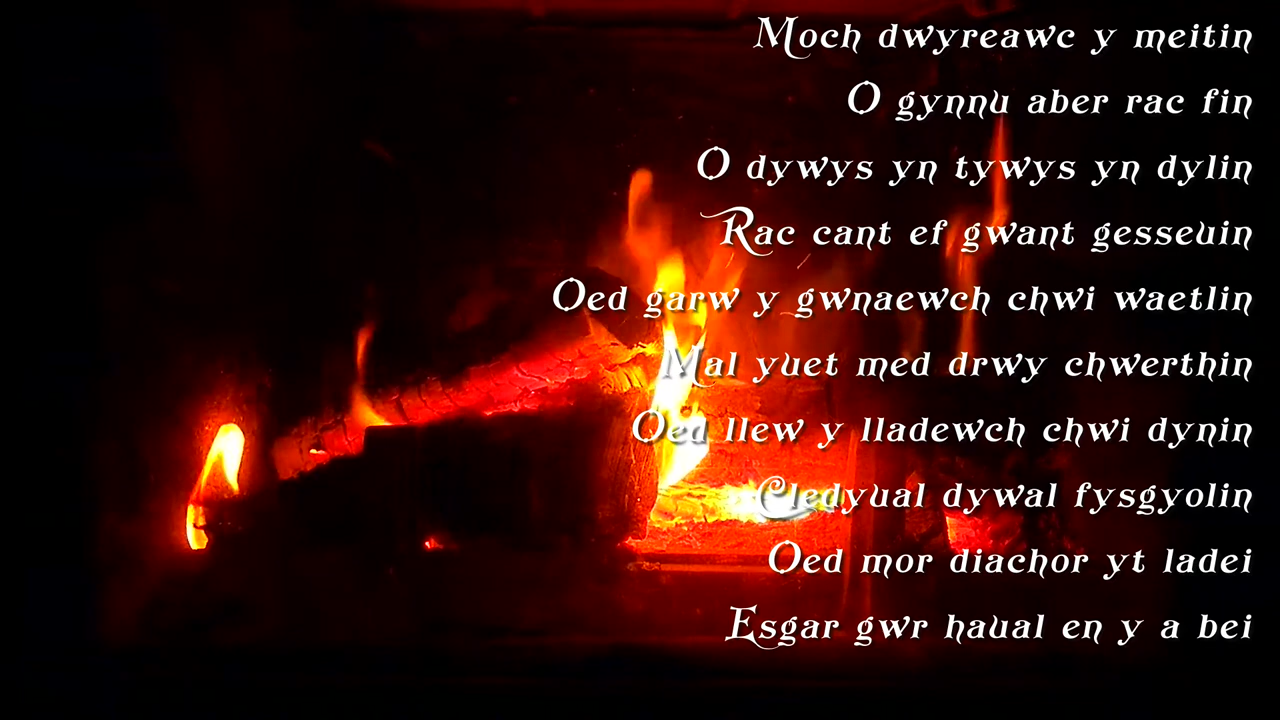 Moch dwyreawc y meitin
O gynnu aber rac fin
O dywys yn tywys yn dylin
Rac cant ef gwant gesseuin
Oed garw y gwnaewch chwi waetlin
Mal yuet med drwy chwerthin
Oed llew y lladewch chwi dynin
Cledyual dywal fysgyolin
Oed mor diachor yt ladei
Esgar gwr haual en y a bei